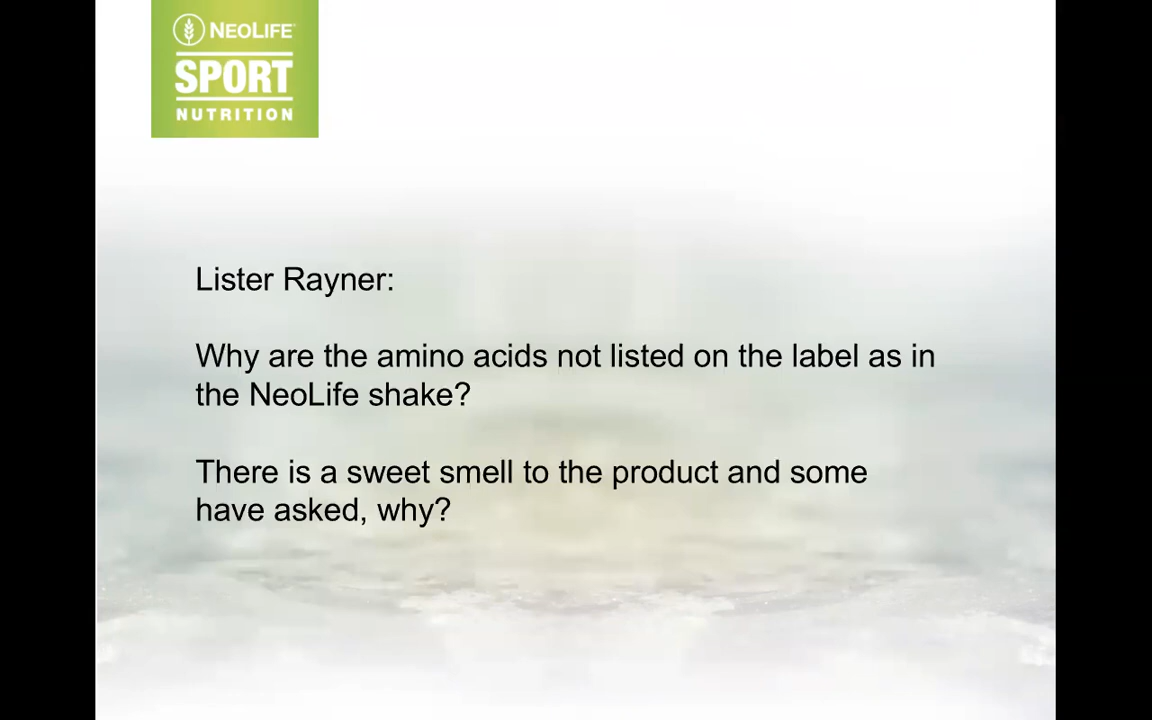 NEOLIFE
SPORT
NUTRITION
Lister Rayner:
Why are the amino acids not listed on the label as in
the NeoLife shake?
There is a sweet smell to the product and some
have asked, why?